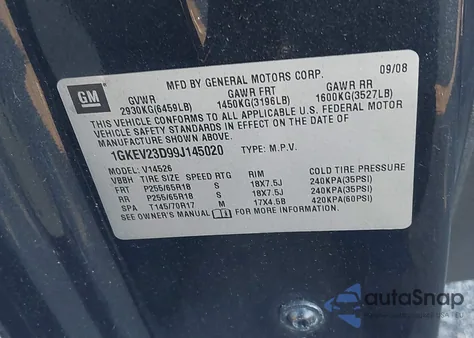 GM
MFD BY GENERAL MOTORS CORP.
09/08
GVWR GAWR FRT GAWR RR
2930KG(6459LB) 1450KG(3196LB) 1600KG(3527LB)
THIS VEHICLE CONFORMS TO ALL APPLICABLE U.S. FEDERAL MOTOR
VEHICLE SAFETY STANDARDS IN EFFECT ON THE DATE OF
MANUFACTURE SHOWN ABOVE.
1GKEV23D99J145020 TYPE: M.P.V.
MODEL: V14526
VBBH TIRE SIZE SPEED RTG RIM COLD TIRE PRESSURE
FRT P255/65R18 S 18X7.5J 240KPA(35PSI)
RR P255/65R18 S 18X7.5J 240KPA(35PSI)
SPA T145/70R17 M 17X4.5B 420KPA(60PSI)
SEE OWNER'S MANUAL FOR MORE INFORMATION.
autoSnap